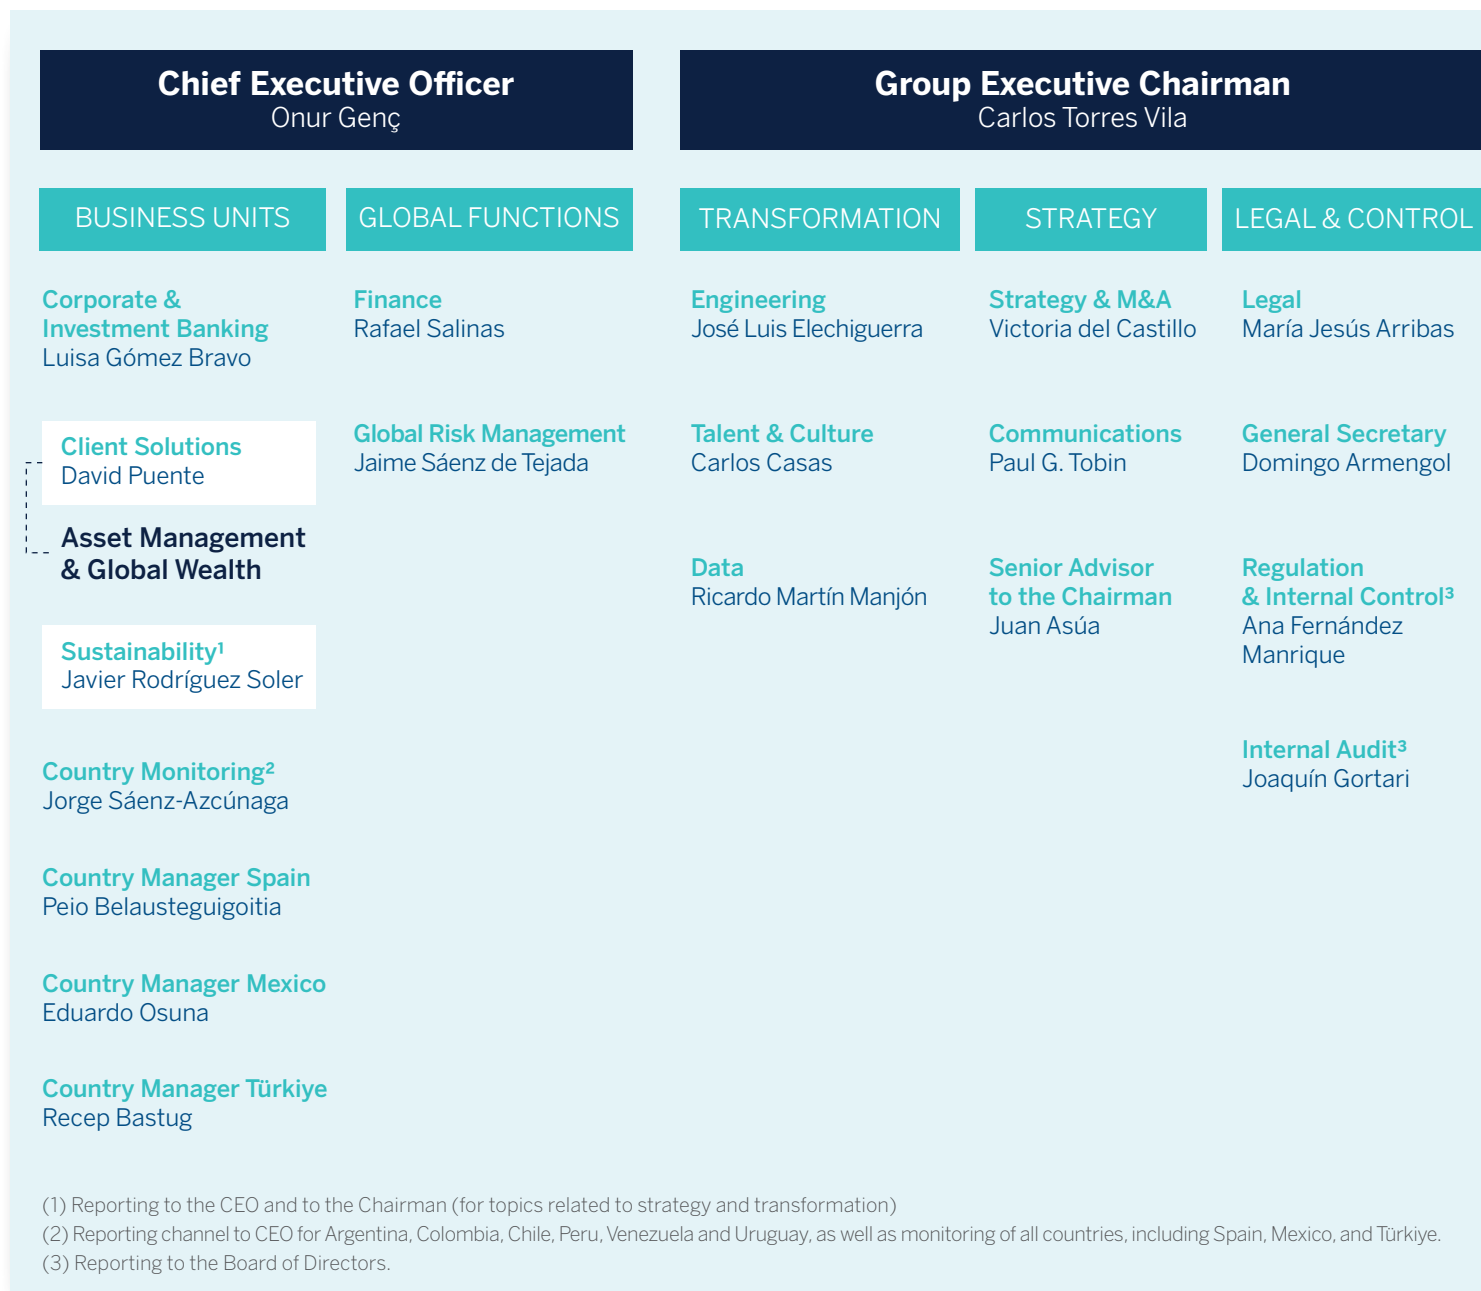 Chief Executive Officer
Onur Genç
Group Executive Chairman
Carlos Torres Vila
BUSINESS UNITS
GLOBAL FUNCTIONS
TRANSFORMATION
STRATEGY
LEGAL & CONTROL
Corporate &
Investment Banking
Luisa Gómez Bravo
Client Solutions
David Puente
Asset Management
& Global Wealth
Sustainability¹
Javier Rodríguez Soler
Country Monitoring²
Jorge Sáenz-Azcúnaga
Country Manager Spain
Peio Belausteguigoitia
Country Manager Mexico
Eduardo Osuna
Country Manager Türkiye
Recep Bastug
Finance
Rafael Salinas
Global Risk Management
Jaime Sáenz de Tejada
Engineering
José Luis Elechiguerra
Talent & Culture
Carlos Casas
Data
Ricardo Martín Manjón
Strategy & M&A
Victoria del Castillo
Communications
Paul G. Tobin
Senior Advisor
to the Chairman
Juan Asúa
Legal
María Jesús Arribas
General Secretary
Domingo Armengol
Regulation
& Internal Control³
Ana Fernández
Manrique
Internal Audit³
Joaquín Gortari
(1) Reporting to the CEO and to the Chairman (for topics related to strategy and transformation)
(2) Reporting channel to CEO for Argentina, Colombia, Chile, Peru, Venezuela and Uruguay, as well as monitoring of all countries, including Spain, Mexico, and Türkiye.
(3) Reporting to the Board of Directors.